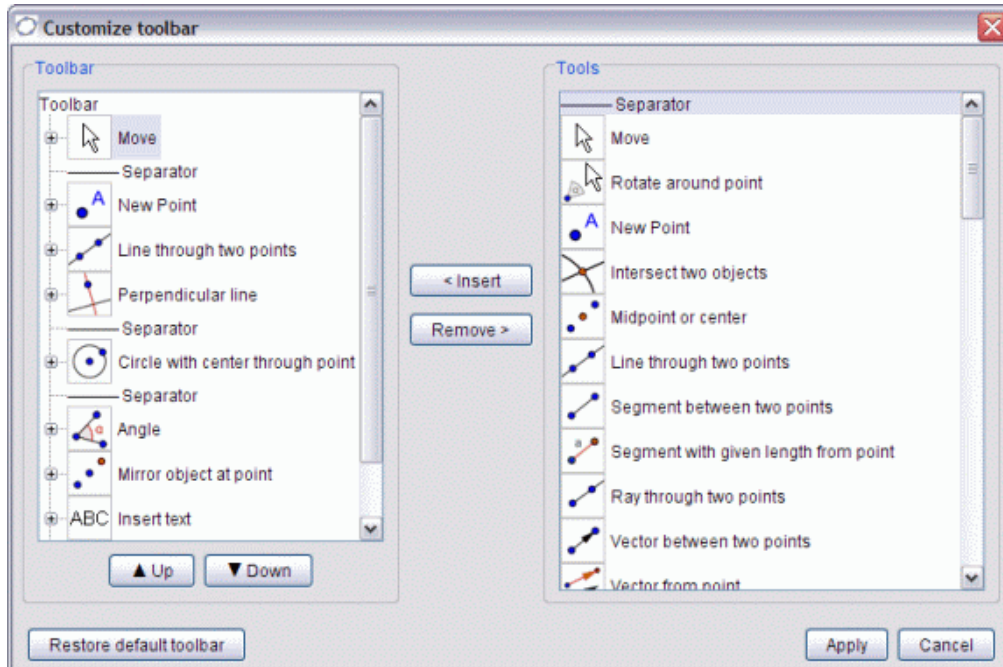 Customize toolbar
Toolbar
Toolbar
Move
Separator
A New Point
Line through two points
Perpendicular line
Separator
Circle with center through point
Separator
α Angle
Mirror object at point
ABC Insert text
▲ Up ▼ Down
< Insert
Remove >
Tools
Separator
Move
α Rotate around point
A New Point
Intersect two objects
Midpoint or center
Line through two points
Segment between two points
a Segment with given length from point
Ray through two points
Vector between two points
Vector from point
Restore default toolbar
Apply Cancel